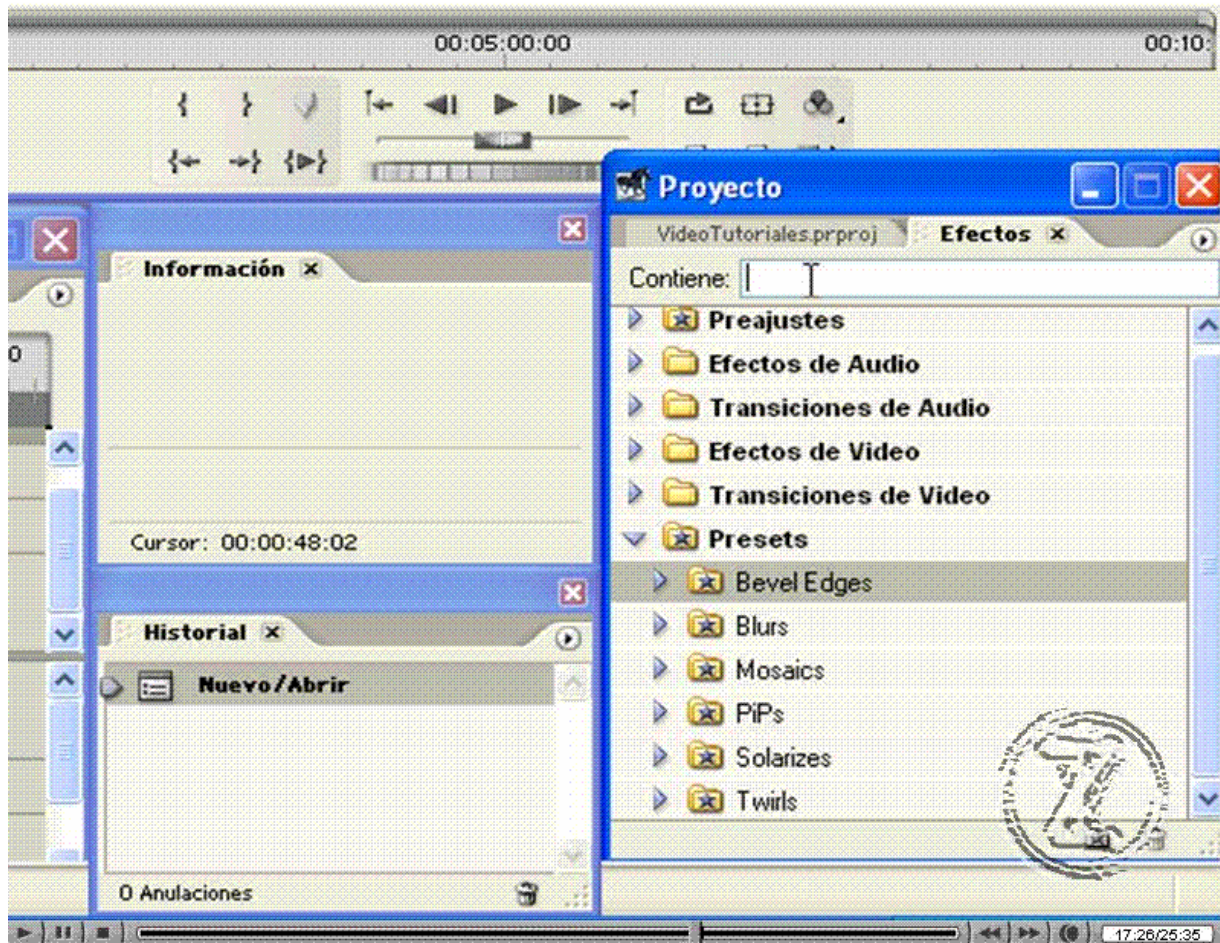 00:05:00:00
00:10:
Proyecto
VideoTutoriales.prproj
Efectos
Contiene:
Preajustes
Efectos de Audio
Transiciones de Audio
Efectos de Video
Transiciones de Video
Presets
Bevel Edges
Blurs
Mosaics
PiPs
Solarizes
Twirls
Información
Cursor: 00:00:48:02
Historial
Nuevo/Abrir
0 Anulaciones
0
17:26/25:35